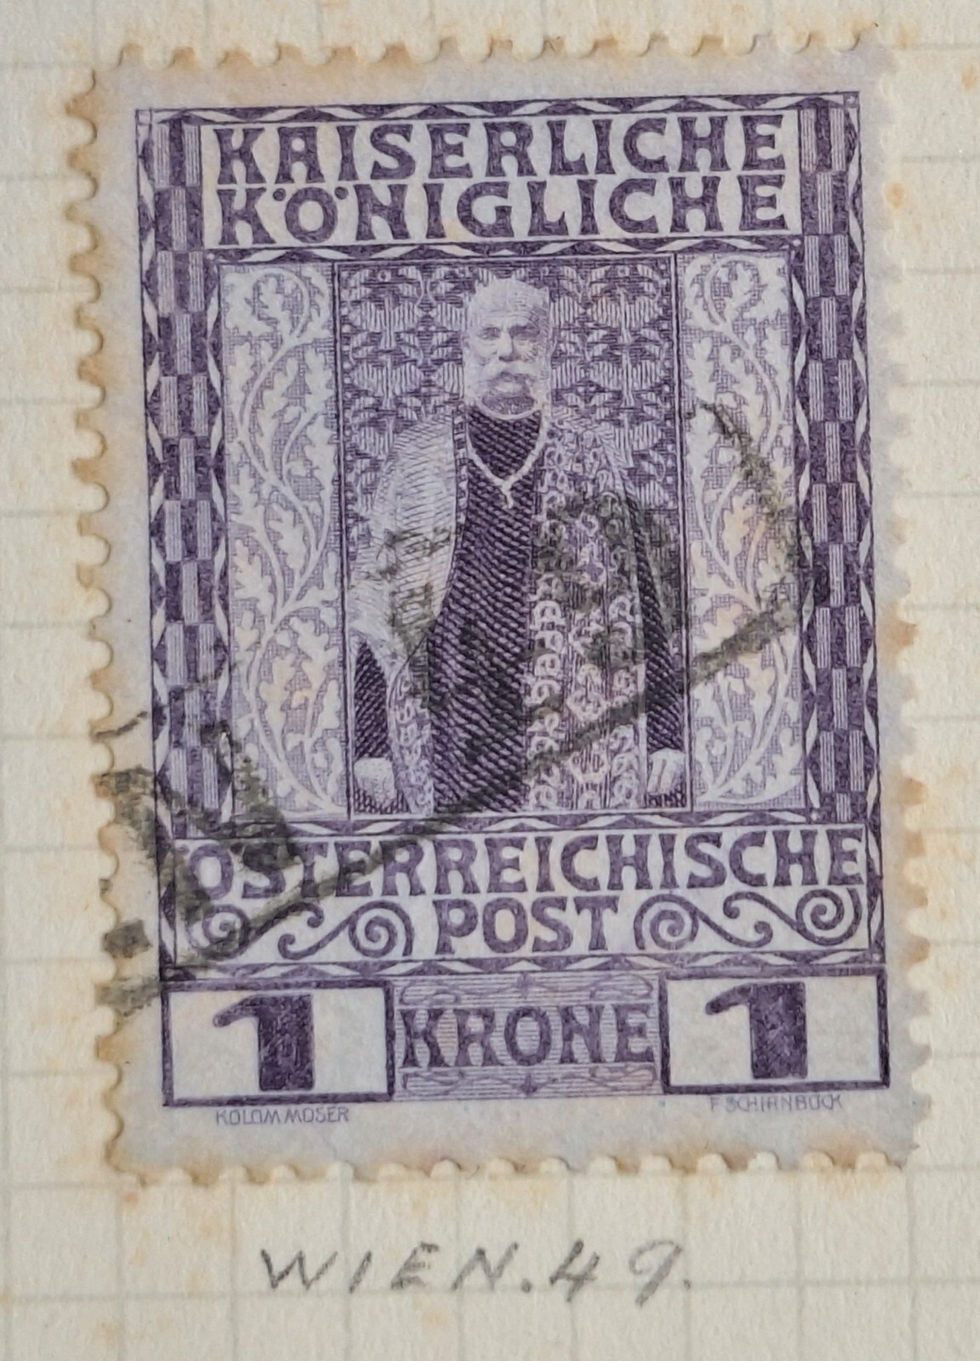 KAISERLICHE
KÖNIGLICHE
ÖSTERREICHISCHE
POST
1 KRONE 1
KOLOM MOSER F SCHIRNBÖCK
WIEN.49.